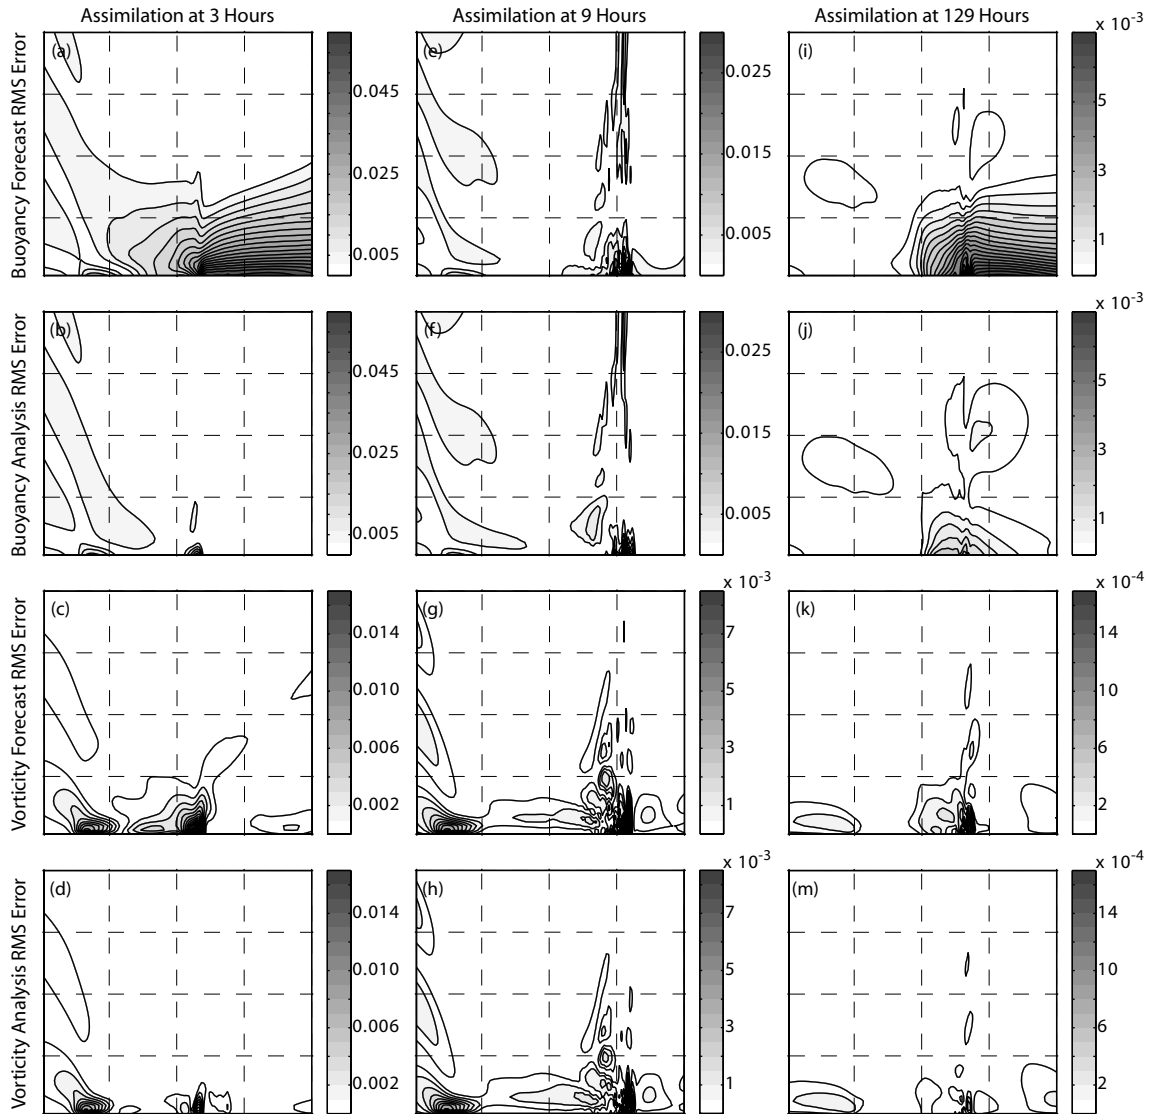 Assimilation at 3 Hours
Assimilation at 9 Hours
Assimilation at 129 Hours
Buoyancy Forecast RMS Error
(a)
0.045
0.025
0.005
(e)
0.025
0.015
0.005
(i)
x 10-3
5
3
1
Buoyancy Analysis RMS Error
(b)
0.045
0.025
0.005
(f)
0.025
0.015
0.005
(j)
x 10-3
5
3
1
Vorticity Forecast RMS Error
(c)
0.014
0.010
0.006
0.002
(g)
x 10-3
7
5
3
1
(k)
x 10-4
14
10
6
2
Vorticity Analysis RMS Error
(d)
0.014
0.010
0.006
0.002
(h)
x 10-3
7
5
3
1
(m)
x 10-4
14
10
6
2